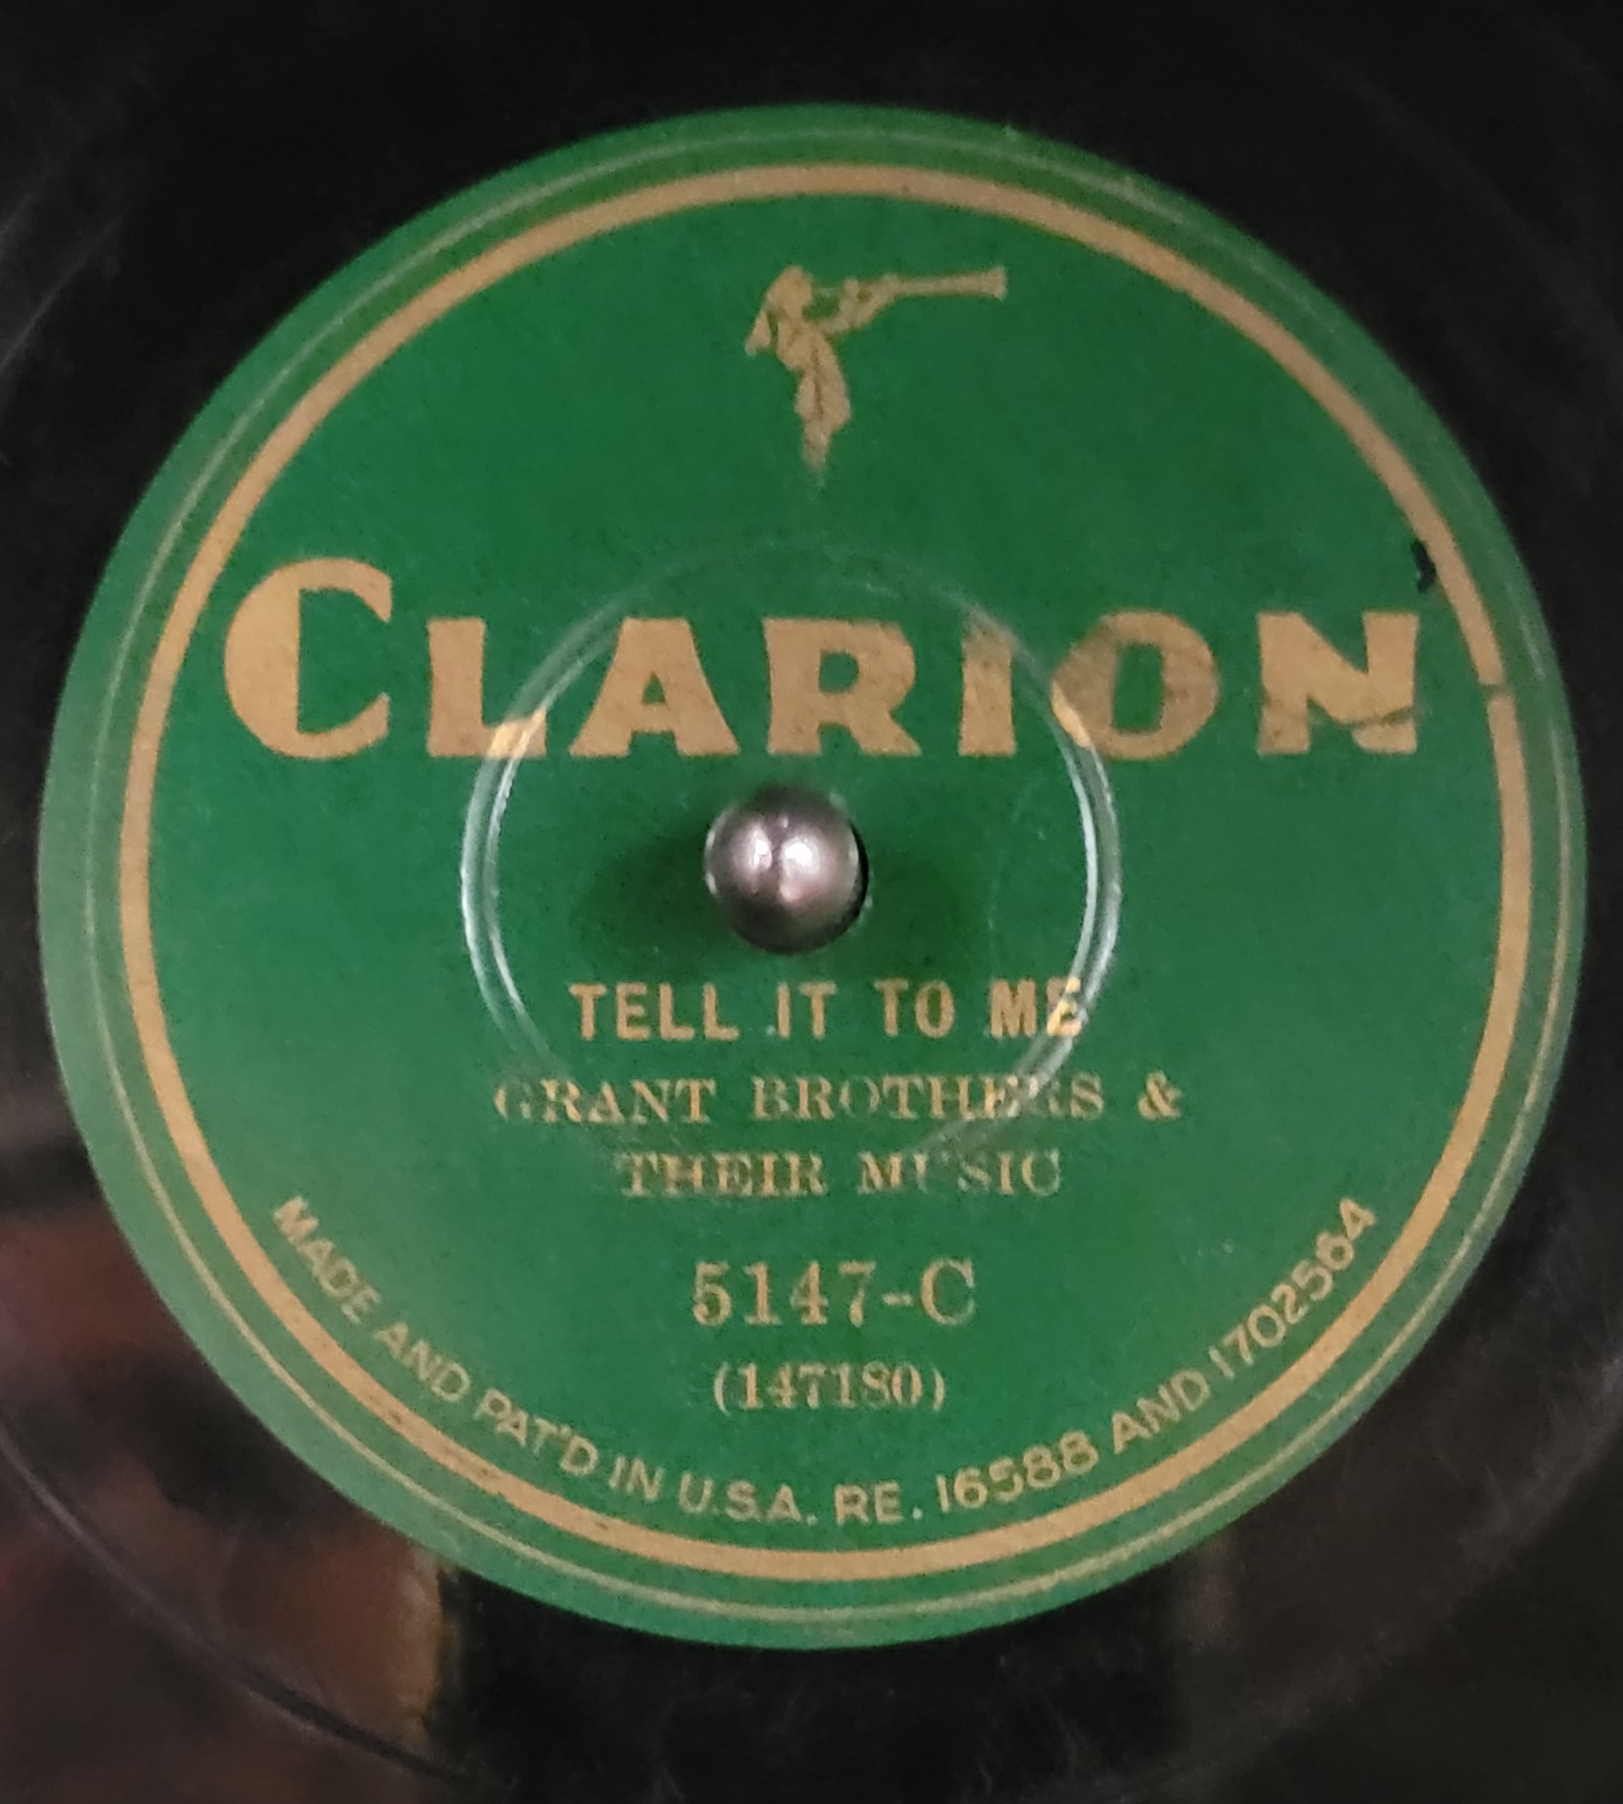 CLARION
TELL IT TO ME
GRANT BROTHERS &
THEIR MUSIC
5147-C
(147180)
MADE AND PAT'D IN U.S.A. RE. 16588 AND 1702564